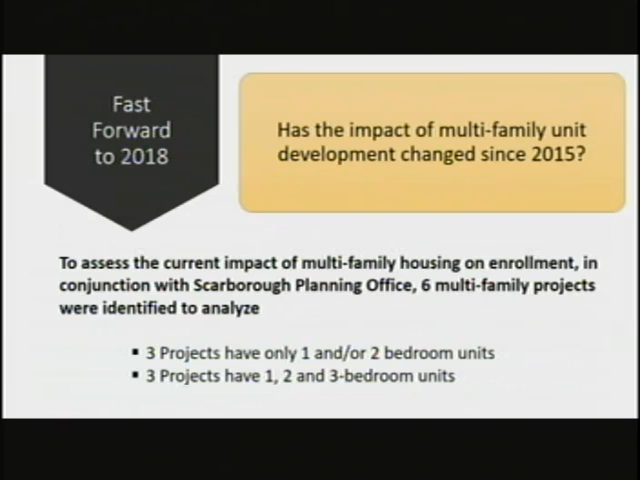 Fast
Forward
to 2018
Has the impact of multi-family unit
development changed since 2015?
To assess the current impact of multi-family housing on enrollment, in
conjunction with Scarborough Planning Office, 6 multi-family projects
were identified to analyze
▪ 3 Projects have only 1 and/or 2 bedroom units
▪ 3 Projects have 1, 2 and 3-bedroom units